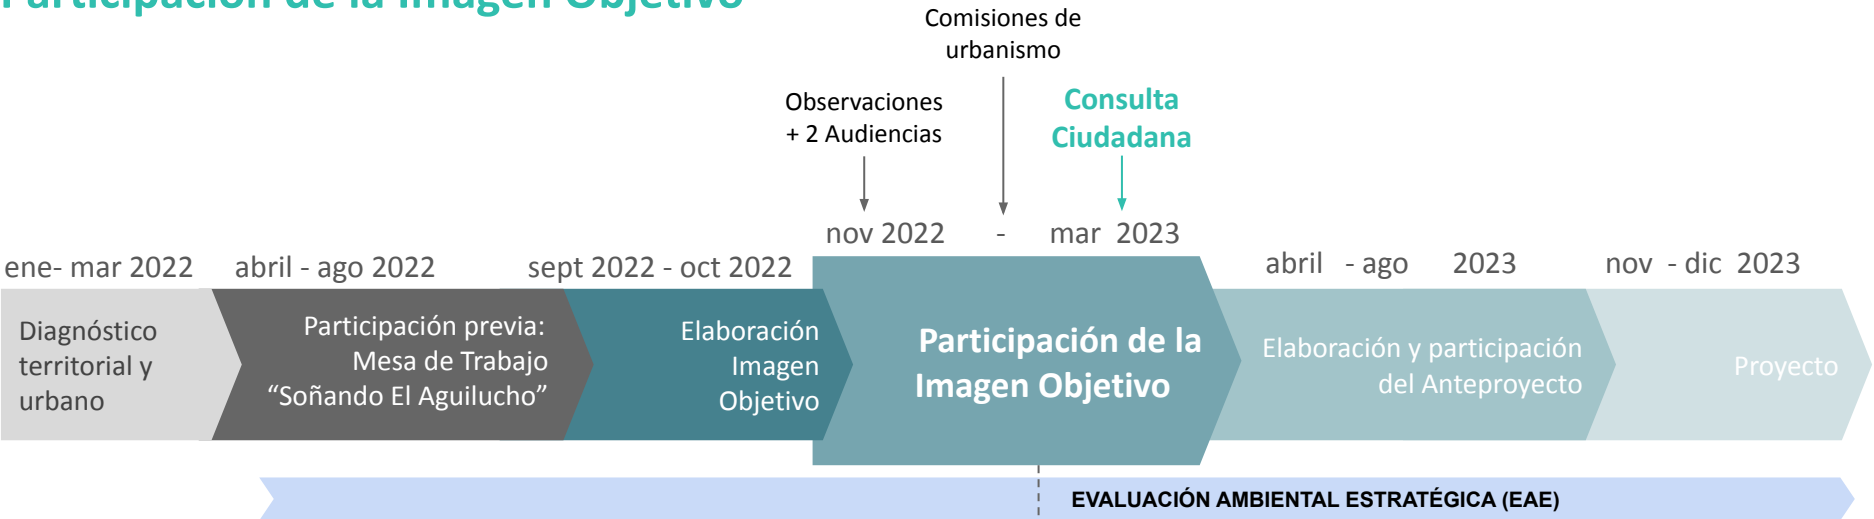 Participación de la Imagen Objetivo
Comisiones de
urbanismo
Observaciones
+ 2 Audiencias
Consulta
Ciudadana
nov 2022 - mar 2023
ene- mar 2022
abril - ago 2022
sept 2022 - oct 2022
abril - ago 2023
nov - dic 2023
Diagnóstico
territorial y
urbano
Participación previa:
Mesa de Trabajo
“Soñando El Aguilucho”
Elaboración
Imagen
Objetivo
Participación de la
Imagen Objetivo
Elaboración y participación
del Anteproyecto
Proyecto
EVALUACIÓN AMBIENTAL ESTRATÉGICA (EAE)